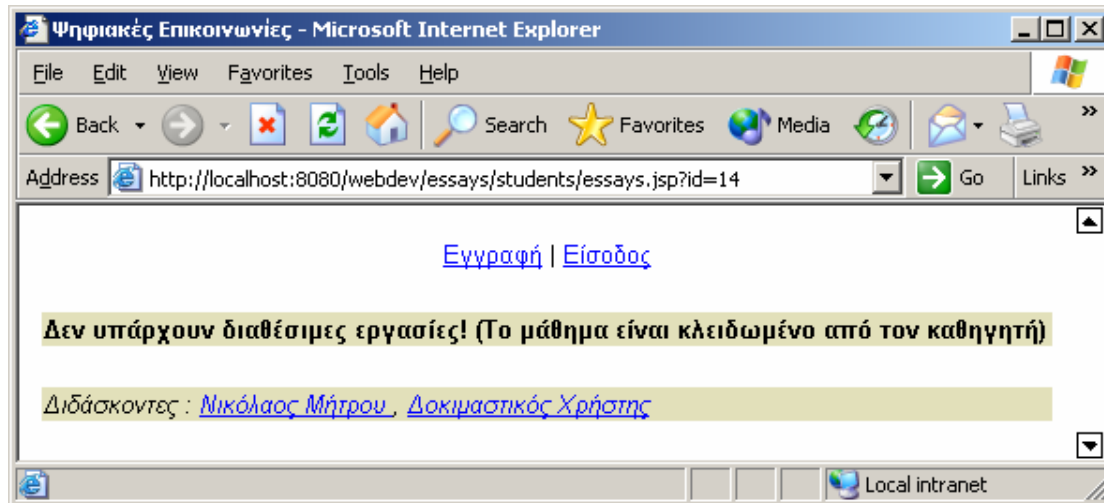 Ψηφιακές Επικοινωνίες - Microsoft Internet Explorer
File Edit View Favorites Tools Help
Back Search Favorites Media »
Address http://localhost:8080/webdev/essays/students/essays.jsp?id=14 Go Links »
Εγγραφή | Είσοδος
Δεν υπάρχουν διαθέσιμες εργασίες! (Το μάθημα είναι κλειδωμένο από τον καθηγητή)
Διδάσκοντες : Νικόλαος Μήτρου , Δοκιμαστικός Χρήστης
Local intranet